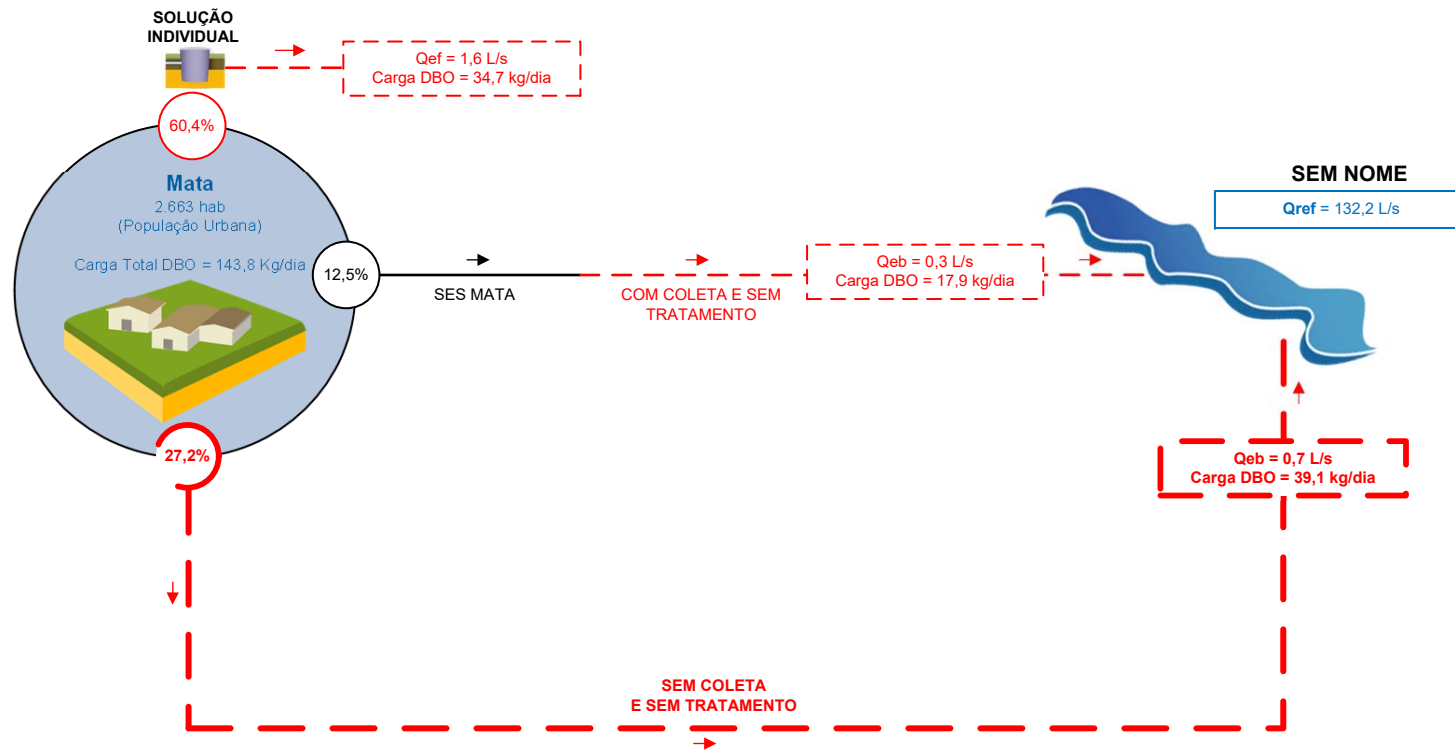 SOLUÇÃO
INDIVIDUAL
Qef = 1,6 L/s
Carga DBO = 34,7 kg/dia
60,4%
Mata
2.663 hab
(População Urbana)
Carga Total DBO = 143,8 Kg/dia
12,5%
SES MATA
COM COLETA E SEM
TRATAMENTO
Qeb = 0,3 L/s
Carga DBO = 17,9 kg/dia
SEM NOME
Qref = 132,2 L/s
27,2%
Qeb = 0,7 L/s
Carga DBO = 39,1 kg/dia
SEM COLETA
E SEM TRATAMENTO